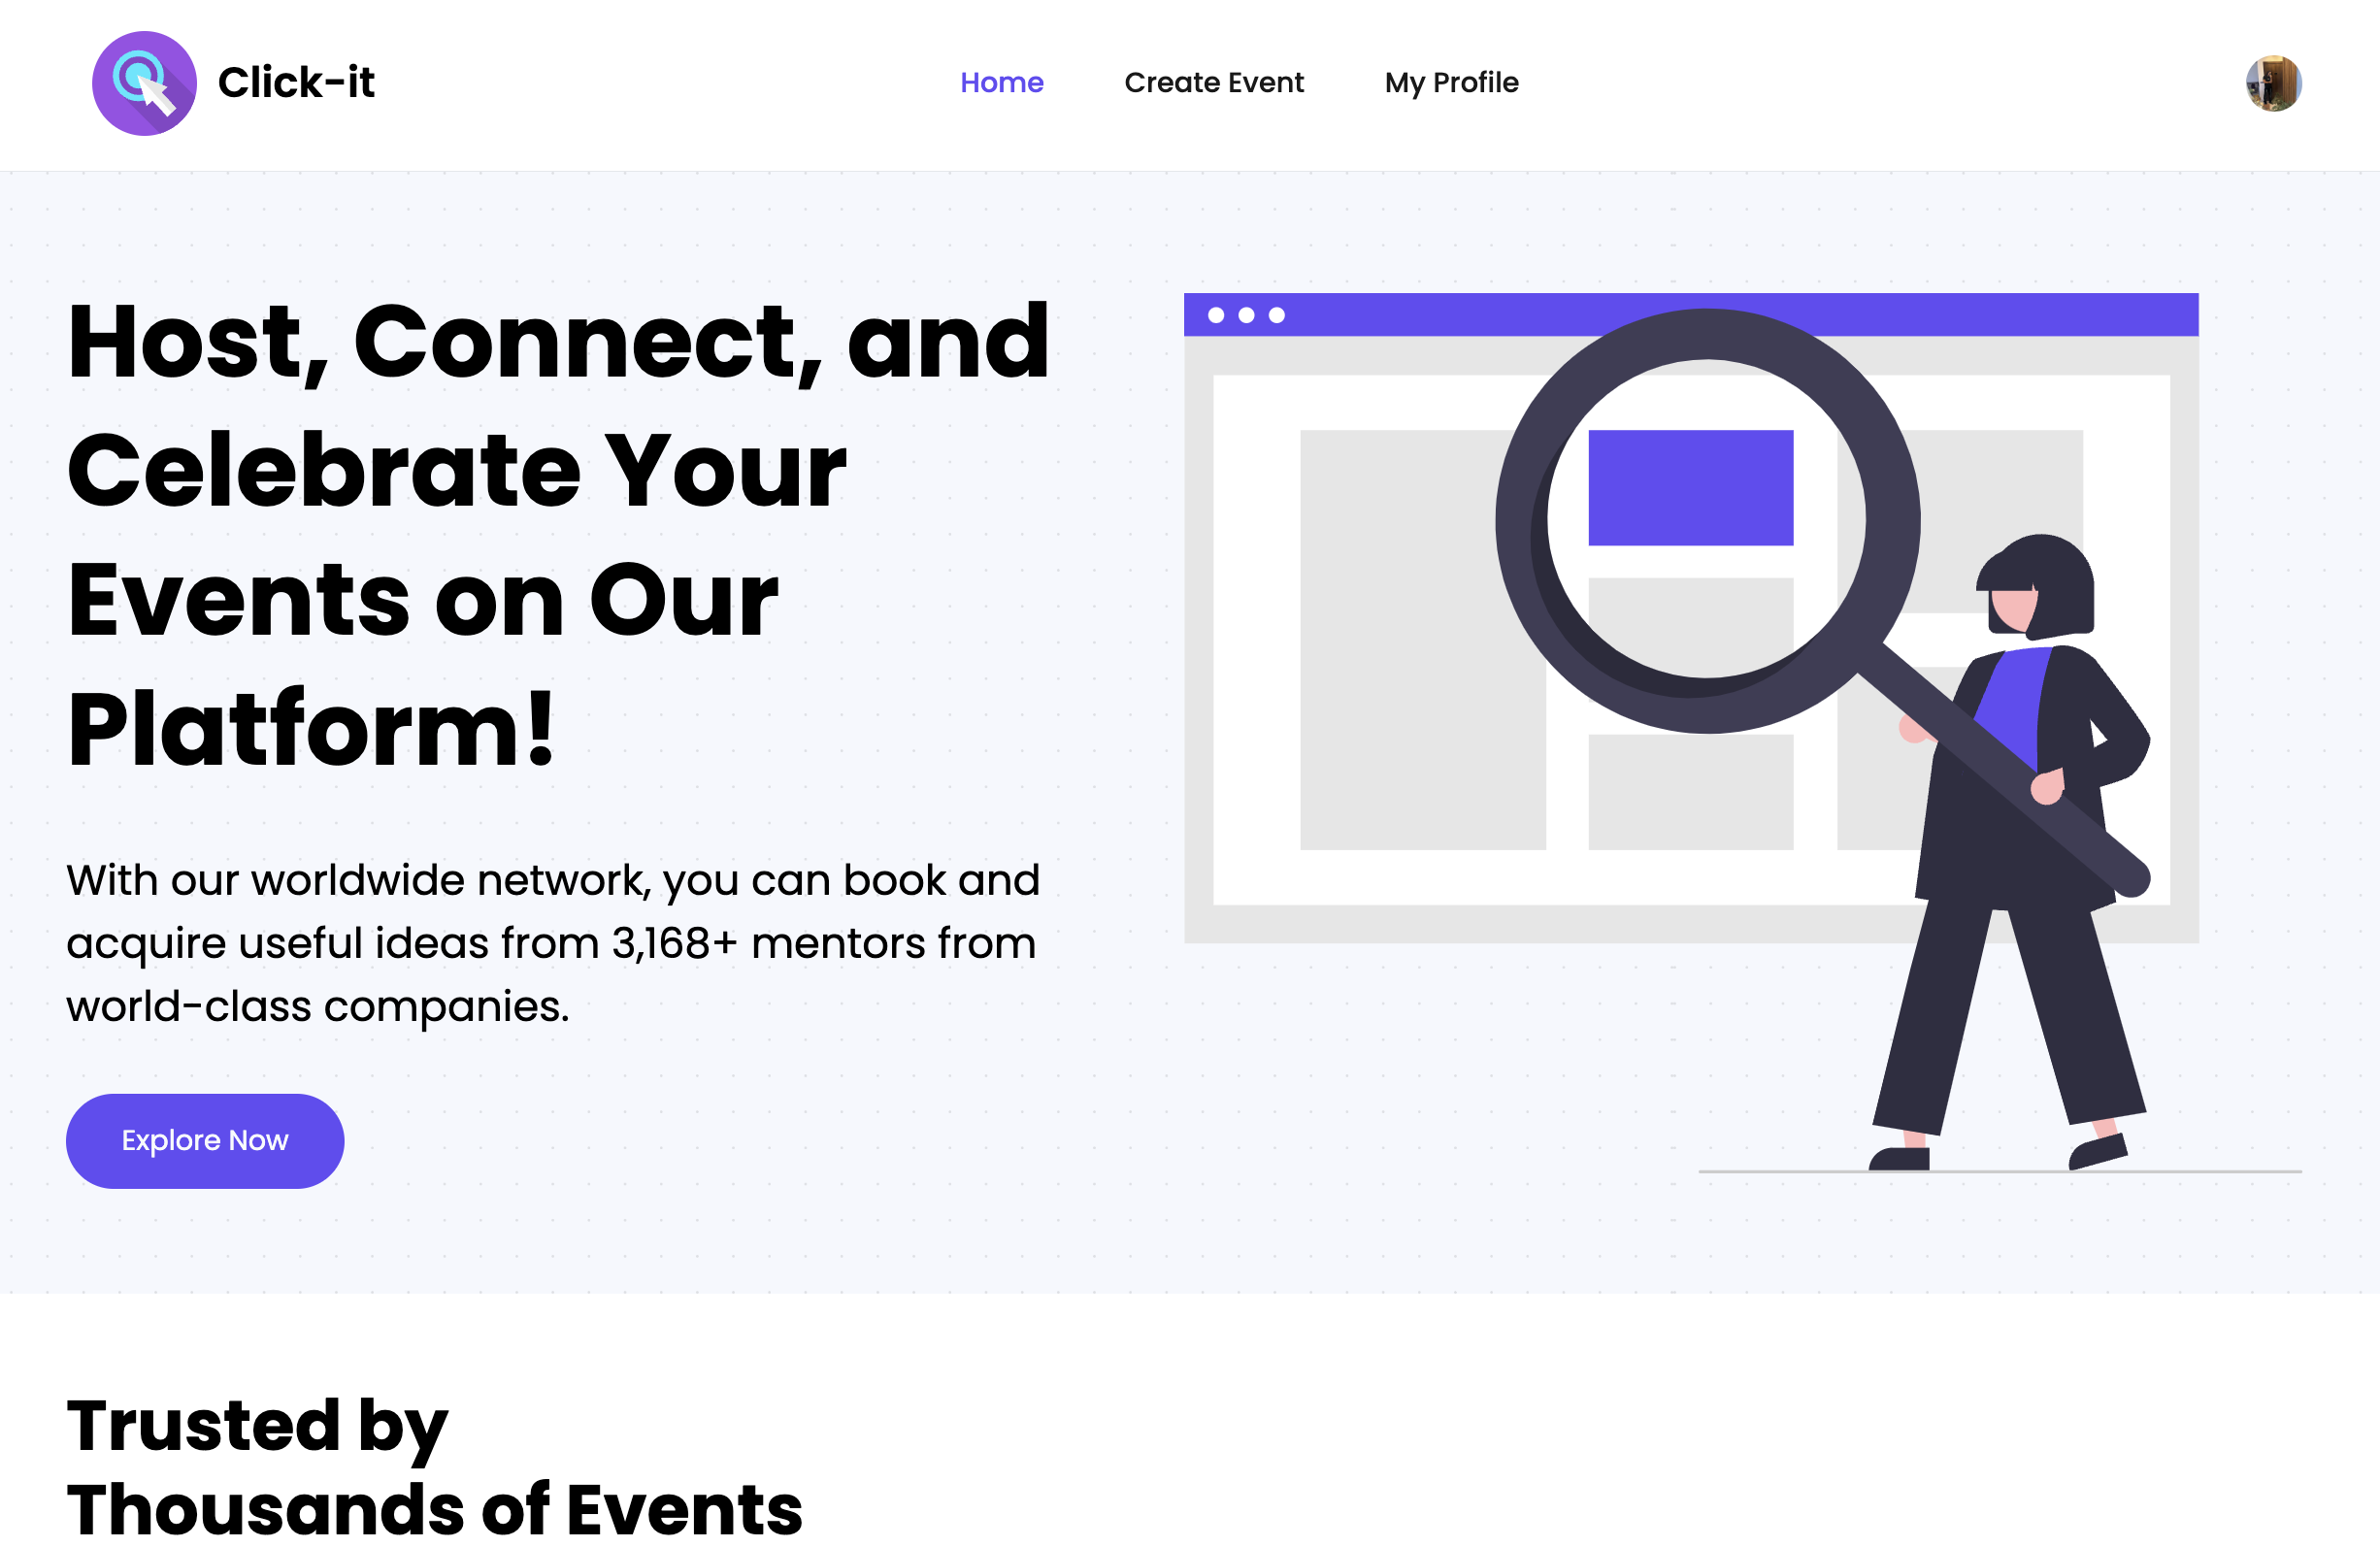 Click-it
Home
Create Event
My Profile
Host, Connect, and
Celebrate Your
Events on Our
Platform!
With our worldwide network, you can book and
acquire useful ideas from 3,168+ mentors from
world-class companies.
Explore Now
Trusted by
Thousands of Events